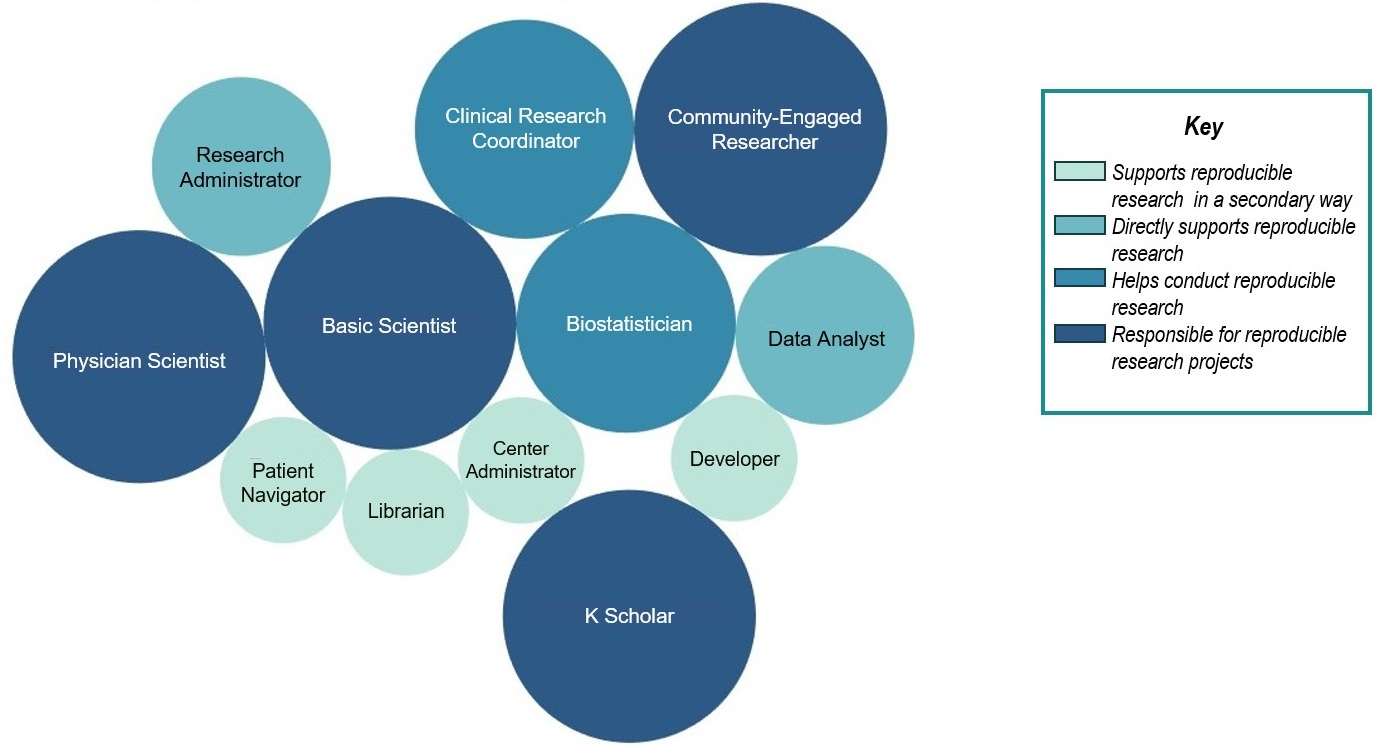 Clinical Research
Coordinator
Community-Engaged
Researcher
Research
Administrator
Physician Scientist
Basic Scientist
Biostatistician
Data Analyst
Patient
Navigator
Librarian
Center
Administrator
Developer
K Scholar
Key
Supports reproducible
research in a secondary way
Directly supports reproducible
research
Helps conduct reproducible
research
Responsible for reproducible
research projects